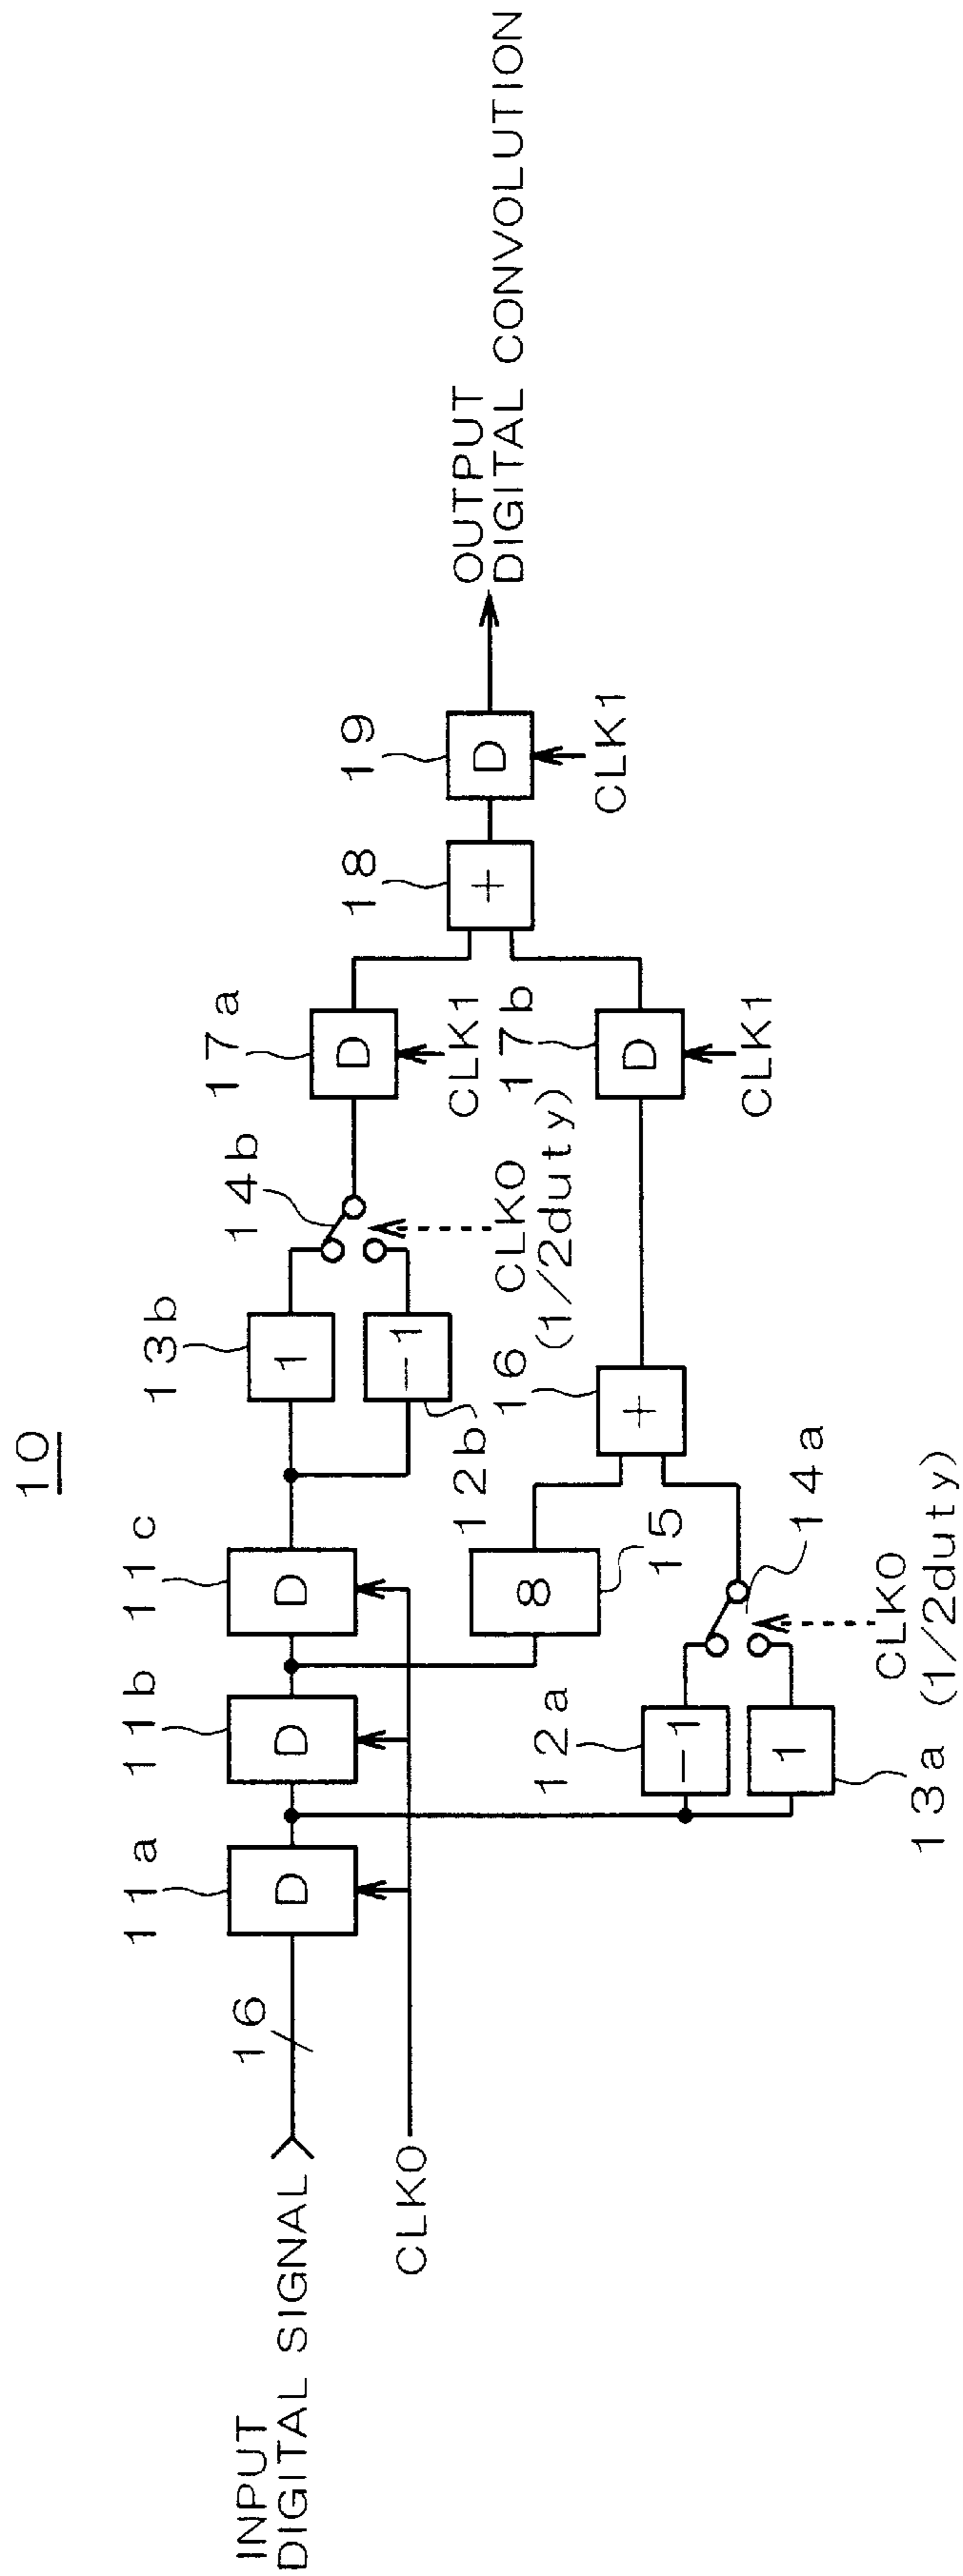 10
INPUT
DIGITAL SIGNAL
16
CLK0
11a
D
11b
D
11c
D
13b
1
12b
-1
14b
CLK0
(1/2duty)
17a
D
CLK1
8
15
12a
-1
13a
1
14a
CLK0
(1/2duty)
16
+
17b
D
CLK1
18
+
19
D
CLK1
OUTPUT
DIGITAL CONVOLUTION